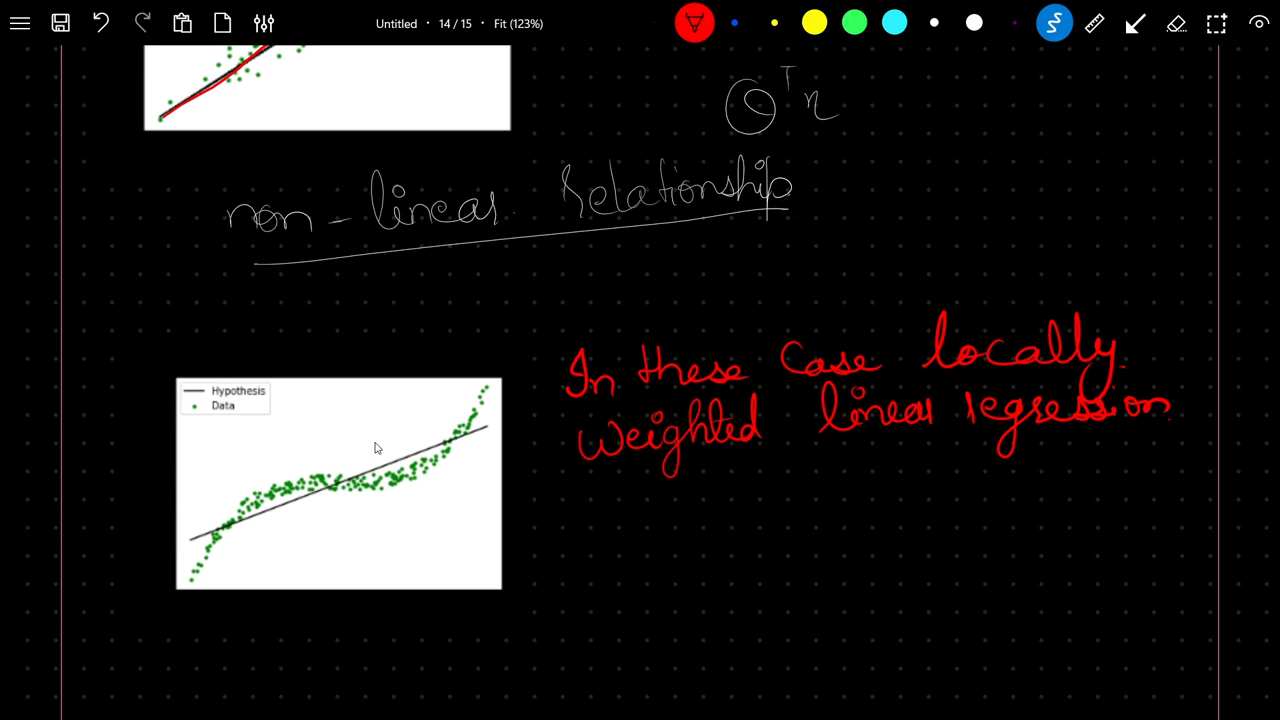 Untitled • 14 / 15 • Fit (123%)
Θᵀx
non-linear relationship
Hypothesis
Data
In these case locally
weighted linear regression